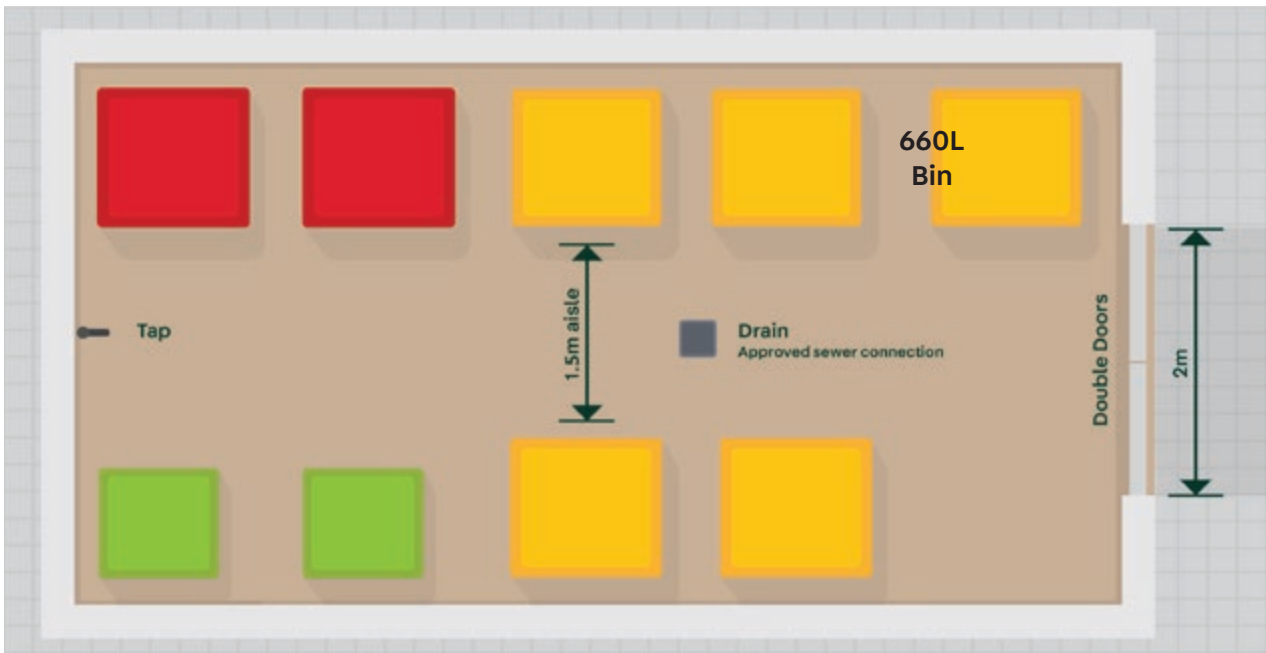 660L
Bin
1.5m aisle
Tap
Drain
Approved sewer connection
Double Doors
2m